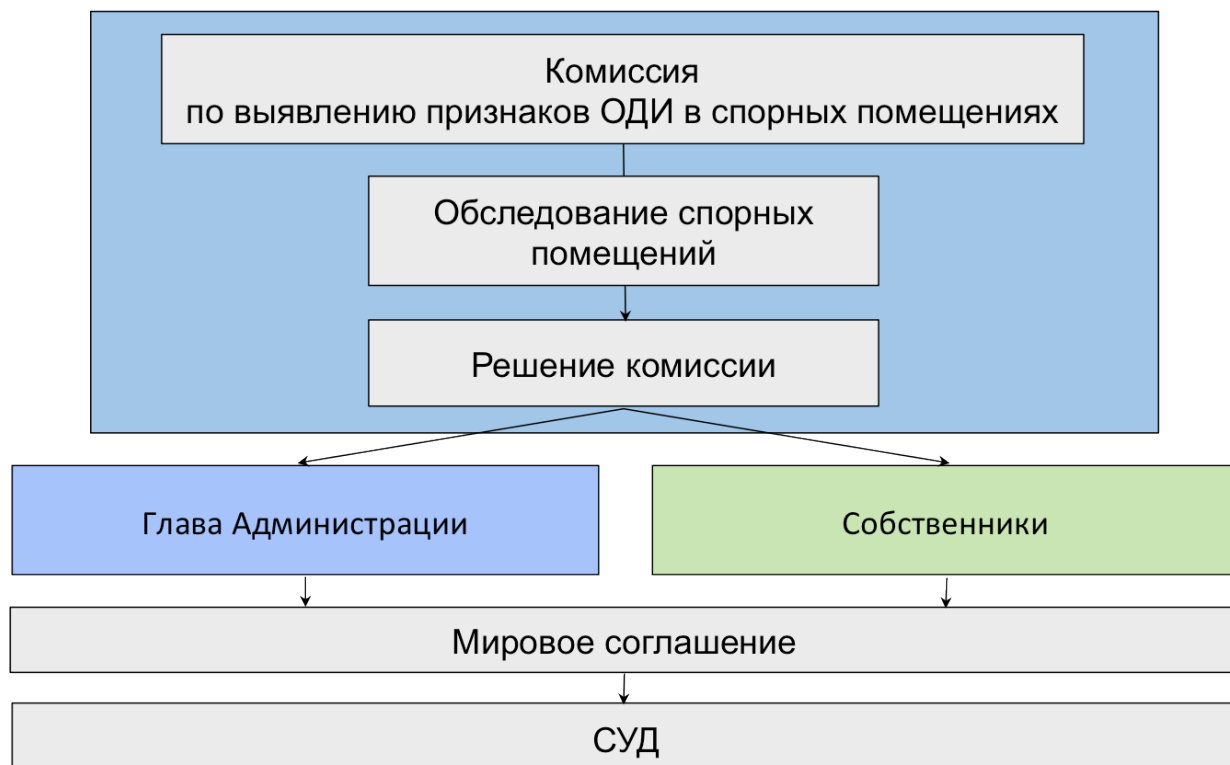 Комиссия
по выявлению признаков ОДИ в спорных помещениях
Обследование спорных
помещений
Решение комиссии
Глава Администрации
Собственники
Мировое соглашение
СУД